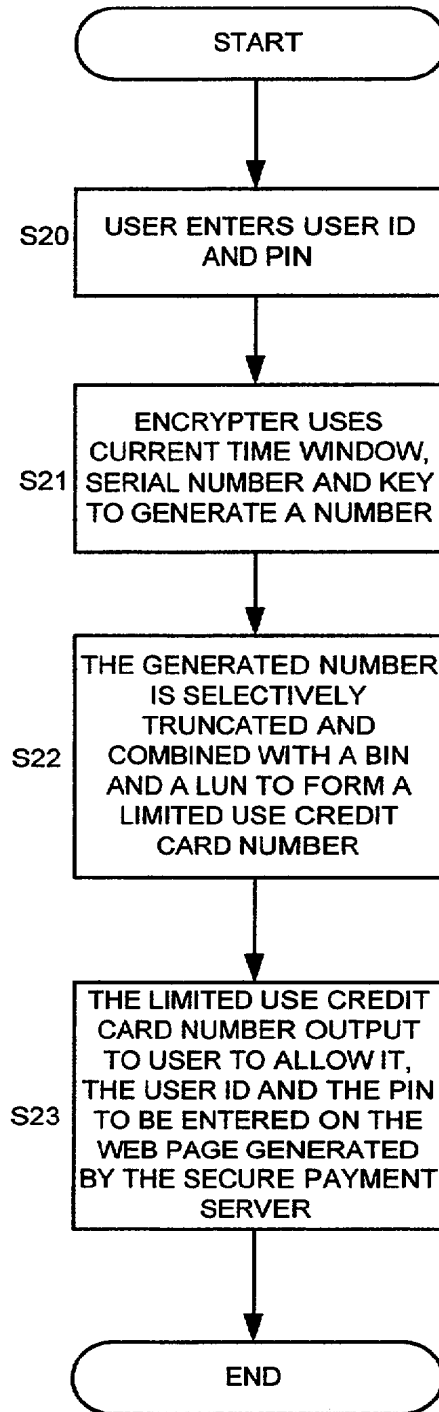 START
S20
USER ENTERS USER ID
AND PIN
S21
ENCRYPTER USES
CURRENT TIME WINDOW,
SERIAL NUMBER AND KEY
TO GENERATE A NUMBER
S22
THE GENERATED NUMBER
IS SELECTIVELY
TRUNCATED AND
COMBINED WITH A BIN
AND A LUN TO FORM A
LIMITED USE CREDIT
CARD NUMBER
S23
THE LIMITED USE CREDIT
CARD NUMBER OUTPUT
TO USER TO ALLOW IT,
THE USER ID AND THE PIN
TO BE ENTERED ON THE
WEB PAGE GENERATED
BY THE SECURE PAYMENT
SERVER
END